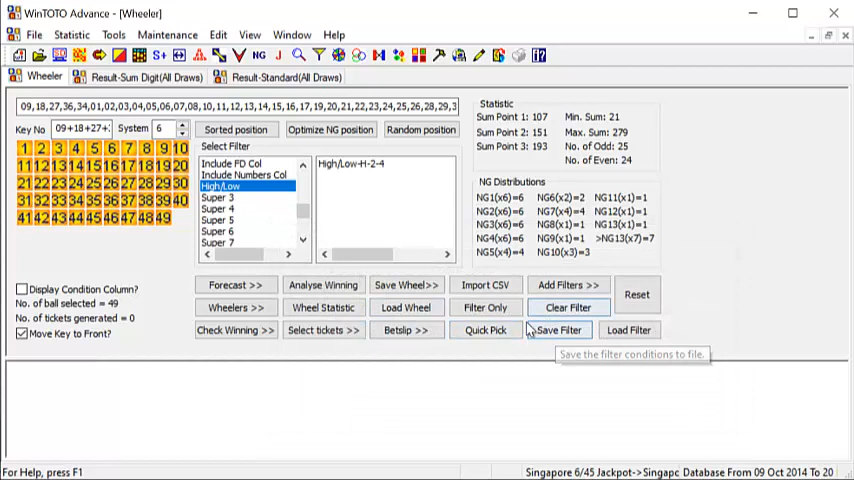 WinTOTO Advance - [Wheeler]
File Statistic Tools Maintenance Edit View Window Help
S+ NG J
Wheeler Result-Sum Digit(All Draws) Result-Standard(All Draws)
09,18,27,36,34,01,02,03,04,05,06,07,08,10,11,12,13,14,15,16,17,19,20,21,22,23,24,25,26,28,29,3
Key No 09+18+27+: System 6
Sorted position Optimize NG position Random position
1 2 3 4 5 6 7 8 9 10
11 12 13 14 15 16 17 18 19 20
21 22 23 24 25 26 27 28 29 30
31 32 33 34 35 36 37 38 39 40
41 42 43 44 45 46 47 48 49
Select Filter
Include FD Col
Include Numbers Col
High/Low
Super 3
Super 4
Super 5
Super 6
Super 7
High/Low-H-2-4
Statistic
Sum Point 1: 107 Min. Sum: 21
Sum Point 2: 151 Max. Sum: 279
Sum Point 3: 193 No. of Odd: 25
No. of Even: 24
NG Distributions
NG1(x6)=6 NG6(x2)=2 NG11(x1)=1
NG2(x6)=6 NG7(x4)=4 NG12(x1)=1
NG3(x6)=6 NG8(x1)=1 NG13(x1)=1
NG4(x6)=6 NG9(x1)=1 >NG13(x7)=7
NG5(x4)=4 NG10(x3)=3
Display Condition Column?
No. of ball selected = 49
No. of tickets generated = 0
Move Key to Front?
Forecast >> Analyse Winning Save Wheel>> Import CSV Add Filters >> Reset
Wheelers >> Wheel Statistic Load Wheel Filter Only Clear Filter
Check Winning >> Select tickets >> Betslip >> Quick Pick Save Filter Load Filter
Save the filter conditions to file.
For Help, press F1 Singapore 6/45 Jackpot->Singapc Database From 09 Oct 2014 To 20